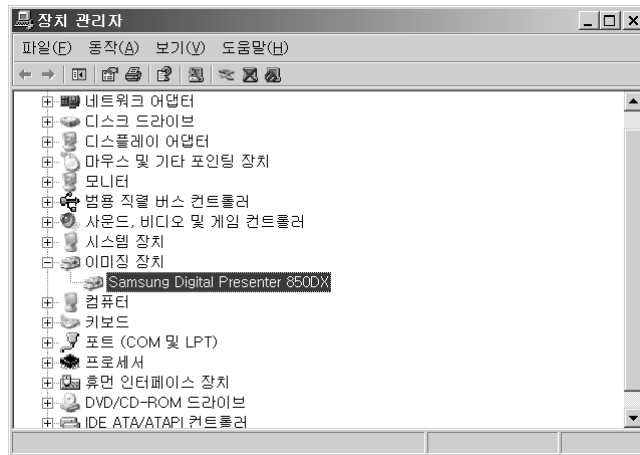 장치 관리자
파일(F) 동작(A) 보기(V) 도움말(H)
네트워크 어댑터
디스크 드라이브
디스플레이 어댑터
마우스 및 기타 포인팅 장치
모니터
범용 직렬 버스 컨트롤러
사운드, 비디오 및 게임 컨트롤러
시스템 장치
이미징 장치
Samsung Digital Presenter 850DX
컴퓨터
키보드
포트 (COM 및 LPT)
프로세서
휴먼 인터페이스 장치
DVD/CD-ROM 드라이브
IDE ATA/ATAPI 컨트롤러